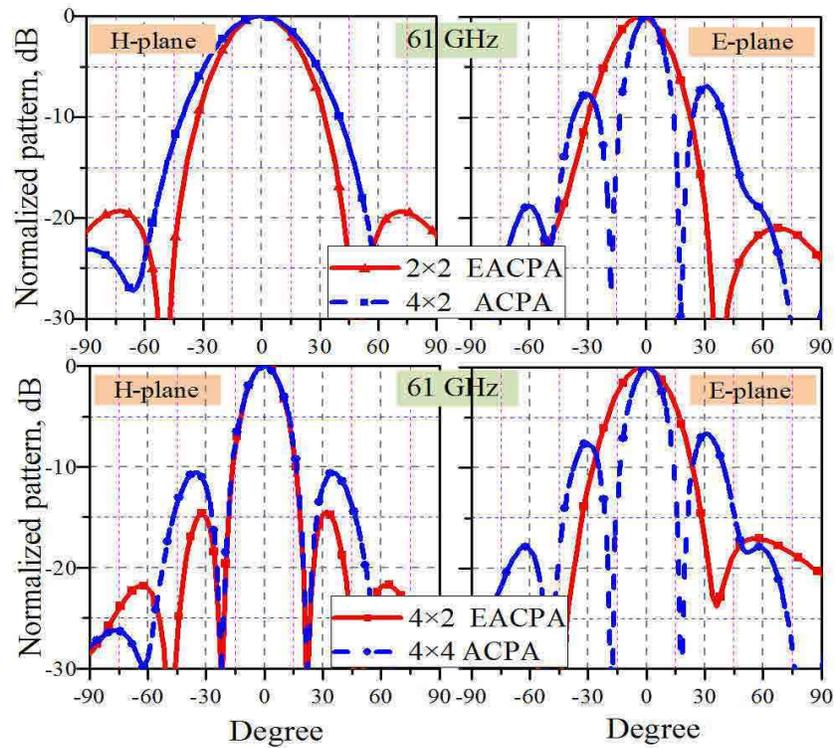 H-plane
61 GHz
E-plane
Normalized pattern, dB
0
-10
-20
-30
2×2 EACPA
4×2 ACPA
-90 -60 -30 0 30 60 90
-90 -60 -30 0 30 60 90
H-plane
61 GHz
E-plane
Normalized pattern, dB
0
-10
-20
-30
4×2 EACPA
4×4 ACPA
-90 -60 -30 0 30 60 90
-90 -60 -30 0 30 60 90
Degree
Degree